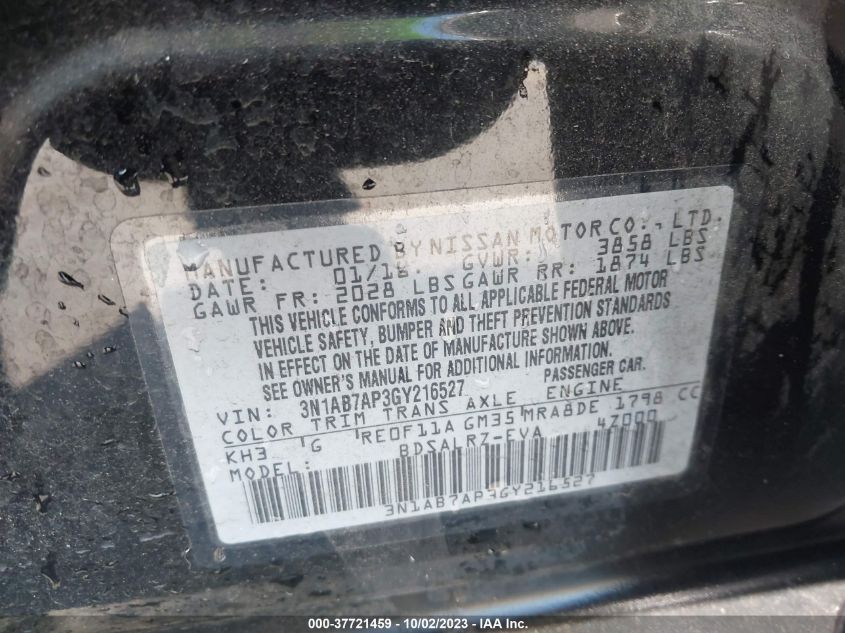 MANUFACTURED BY NISSAN MOTOR CO., LTD.
DATE: 01/16 GVWR: 3858 LBS
GAWR FR: 2028 LBS GAWR RR: 1874 LBS
THIS VEHICLE CONFORMS TO ALL APPLICABLE FEDERAL MOTOR
VEHICLE SAFETY, BUMPER AND THEFT PREVENTION STANDARDS
IN EFFECT ON THE DATE OF MANUFACTURE SHOWN ABOVE.
SEE OWNER'S MANUAL FOR ADDITIONAL INFORMATION.
VIN: 3N1AB7AP3GY216527 PASSENGER CAR.
COLOR TRIM TRANS AXLE ENGINE
KH3 G RE0F11A GM35 MRA8DE 1798 CC
MODEL: BDSALRZ-EVA 4Z000
3N1AB7AP3GY216527
000-37721459 - 10/02/2023 - © IAA Inc.